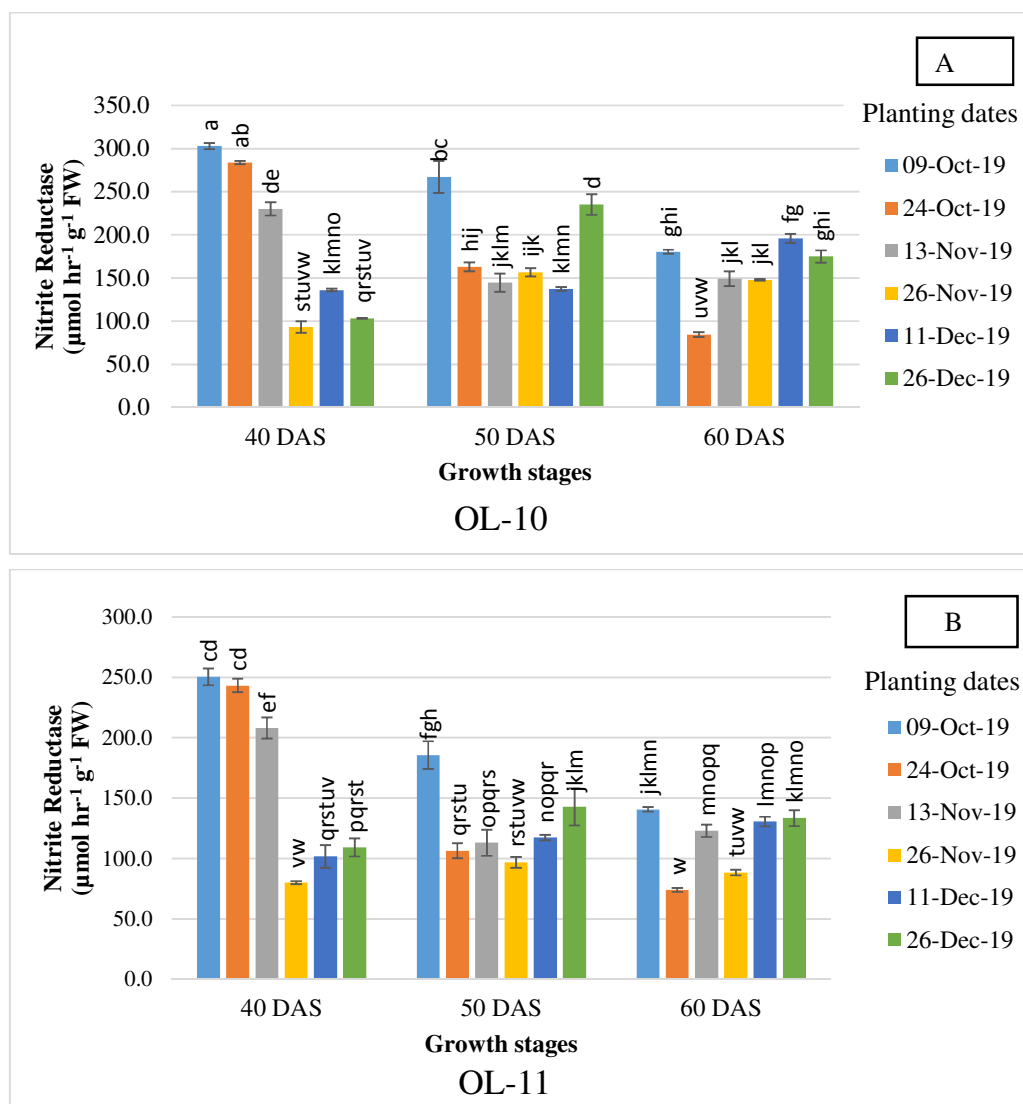 A
Planting dates
350.0
300.0
250.0
200.0
150.0
100.0
50.0
0.0
Nitrite Reductase
(µmol hr⁻¹ g⁻¹ FW)
a
ab
de
stuvw
klmno
qrstuv
bc
hij
jklm
ijk
klmn
d
ghi
uvw
jkl
jkl
fg
ghi
09-Oct-19
24-Oct-19
13-Nov-19
26-Nov-19
11-Dec-19
26-Dec-19
40 DAS
50 DAS
60 DAS
Growth stages
OL-10
B
Planting dates
300.0
250.0
200.0
150.0
100.0
50.0
0.0
Nitrite Reductase
(µmol hr⁻¹ g⁻¹ FW)
cd
cd
ef
vw
qrstuv
pqrst
fgh
qrstu
opqrs
rstuvw
nopqr
jklm
jklmn
w
mnopq
tuvw
lmnop
klmno
09-Oct-19
24-Oct-19
13-Nov-19
26-Nov-19
11-Dec-19
26-Dec-19
40 DAS
50 DAS
60 DAS
Growth stages
OL-11